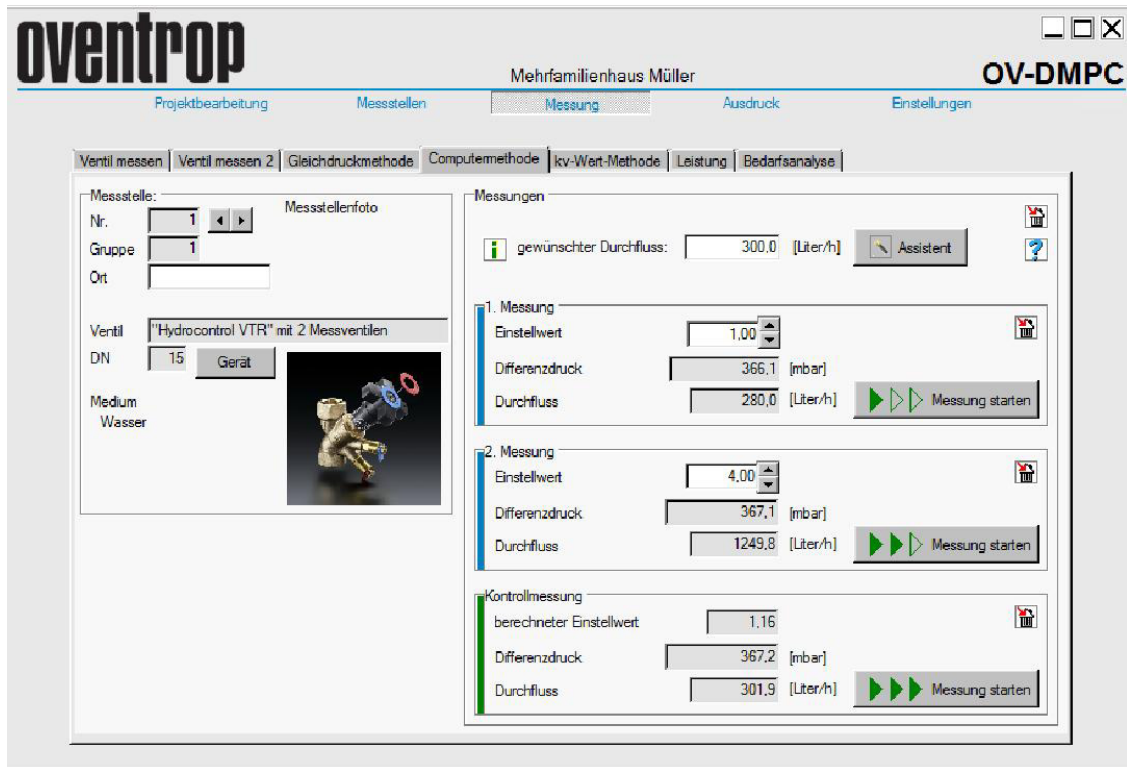 oventrop
Mehrfamilienhaus Müller
OV-DMPC
Projektbearbeitung Messstellen Messung Ausdruck Einstellungen
Ventil messen Ventil messen 2 Gleichdruckmethode Computermethode kv-Wert-Methode Leistung Bedarfsanalyse
Messstelle:
Nr. 1
Messstellenfoto
Gruppe 1
Ort
Ventil "Hydrocontrol VTR" mit 2 Messventilen
DN 15 Gerät
Medium
Wasser
Messungen
i gewünschter Durchfluss: 300,0 [Liter/h] Assistent ?
1. Messung
Einstellwert 1,00
Differenzdruck 366,1 [mbar]
Durchfluss 280,0 [Liter/h] Messung starten
2. Messung
Einstellwert 4,00
Differenzdruck 367,1 [mbar]
Durchfluss 1249,8 [Liter/h] Messung starten
Kontrollmessung
berechneter Einstellwert 1,16
Differenzdruck 367,2 [mbar]
Durchfluss 301,9 [Liter/h] Messung starten